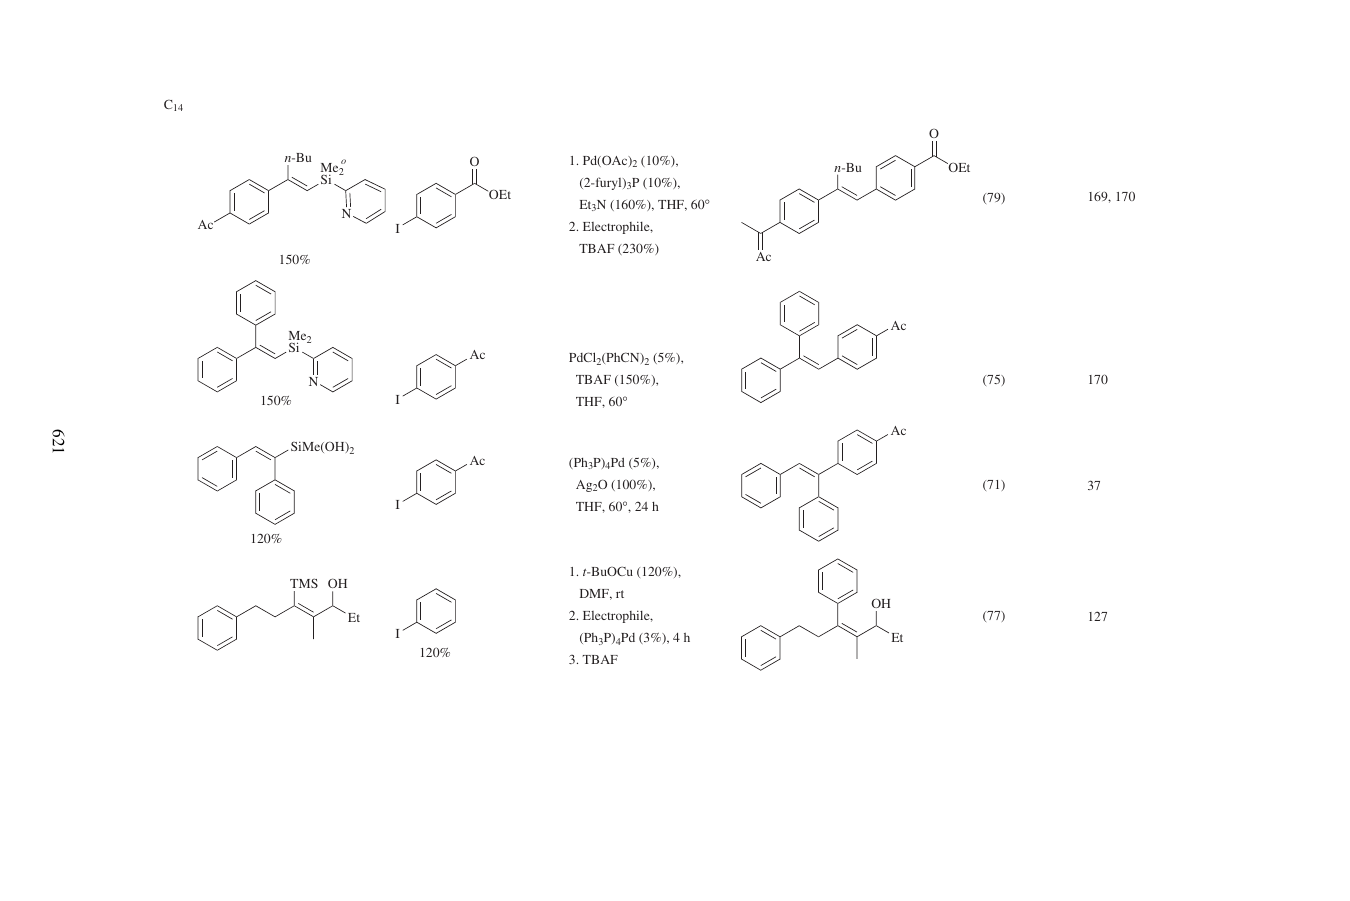 C14
n-Bu
Me2 o
Si
N
Ac
150%
O
OEt
I
1. Pd(OAc)2 (10%),
(2-furyl)3P (10%),
Et3N (160%), THF, 60°
2. Electrophile,
TBAF (230%)
O
OEt
n-Bu
Ac
(79)
169, 170
Me2
Si
N
150%
Ac
I
PdCl2(PhCN)2 (5%),
TBAF (150%),
THF, 60°
Ac
(75)
170
621
SiMe(OH)2
120%
Ac
I
(Ph3P)4Pd (5%),
Ag2O (100%),
THF, 60°, 24 h
Ac
(71)
37
TMS OH
Et
I
120%
1. t-BuOCu (120%),
DMF, rt
2. Electrophile,
(Ph3P)4Pd (3%), 4 h
3. TBAF
OH
Et
(77)
127